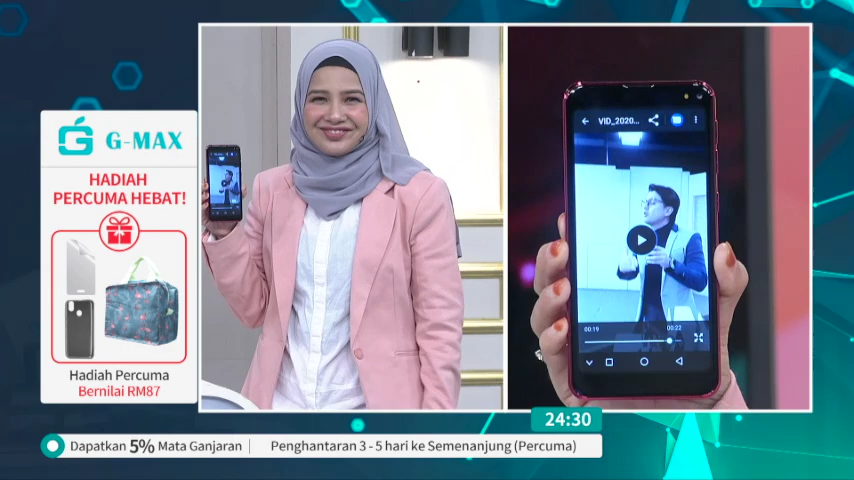 G-MAX
HADIAH
PERCUMA HEBAT!
Hadiah Percuma
Bernilai RM87
VID_2020...
00:19
00:22
24:30
Dapatkan 5% Mata Ganjaran
Penghantaran 3 - 5 hari ke Semenanjung (Percuma)